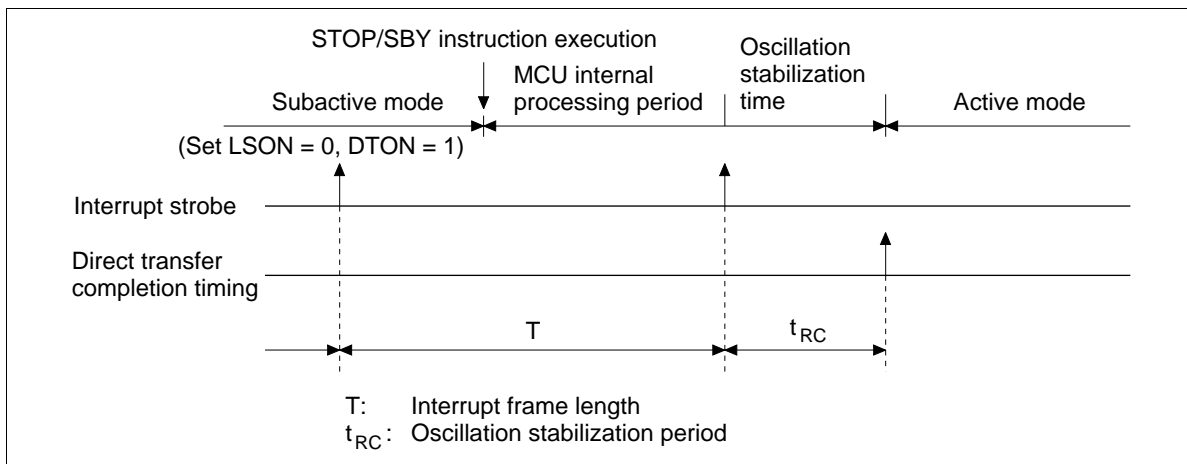 STOP/SBY instruction execution
Oscillation
stabilization
time
MCU internal
processing period
Subactive mode
Active mode
(Set LSON = 0, DTON = 1)
Interrupt strobe
Direct transfer
completion timing
T
tRC
T: Interrupt frame length
tRC: Oscillation stabilization period